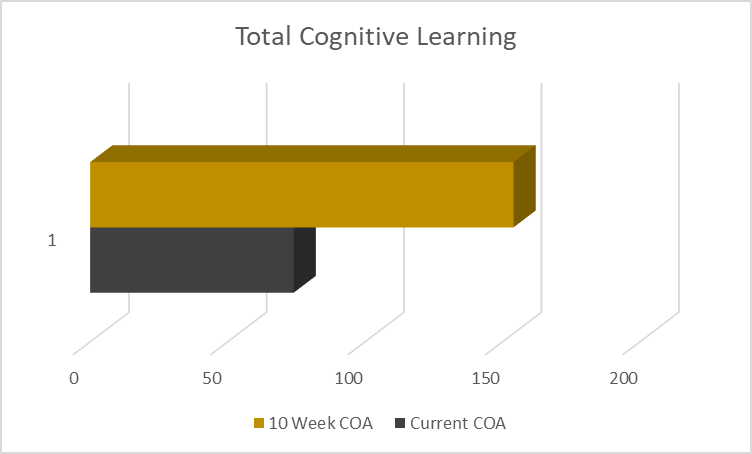 Total Cognitive Learning
1
0 50 100 150 200
10 Week COA Current COA